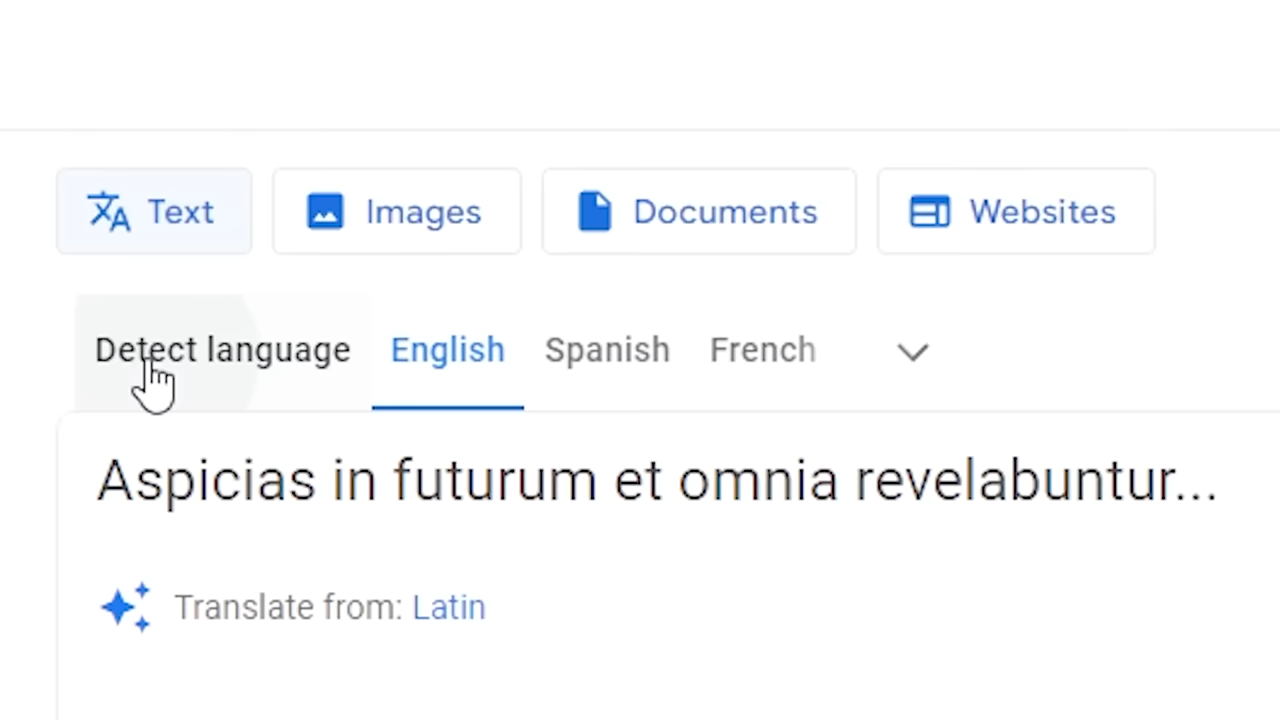 Text Images Documents Websites
Detect language English Spanish French
Aspicias in futurum et omnia revelabuntur...
Translate from: Latin